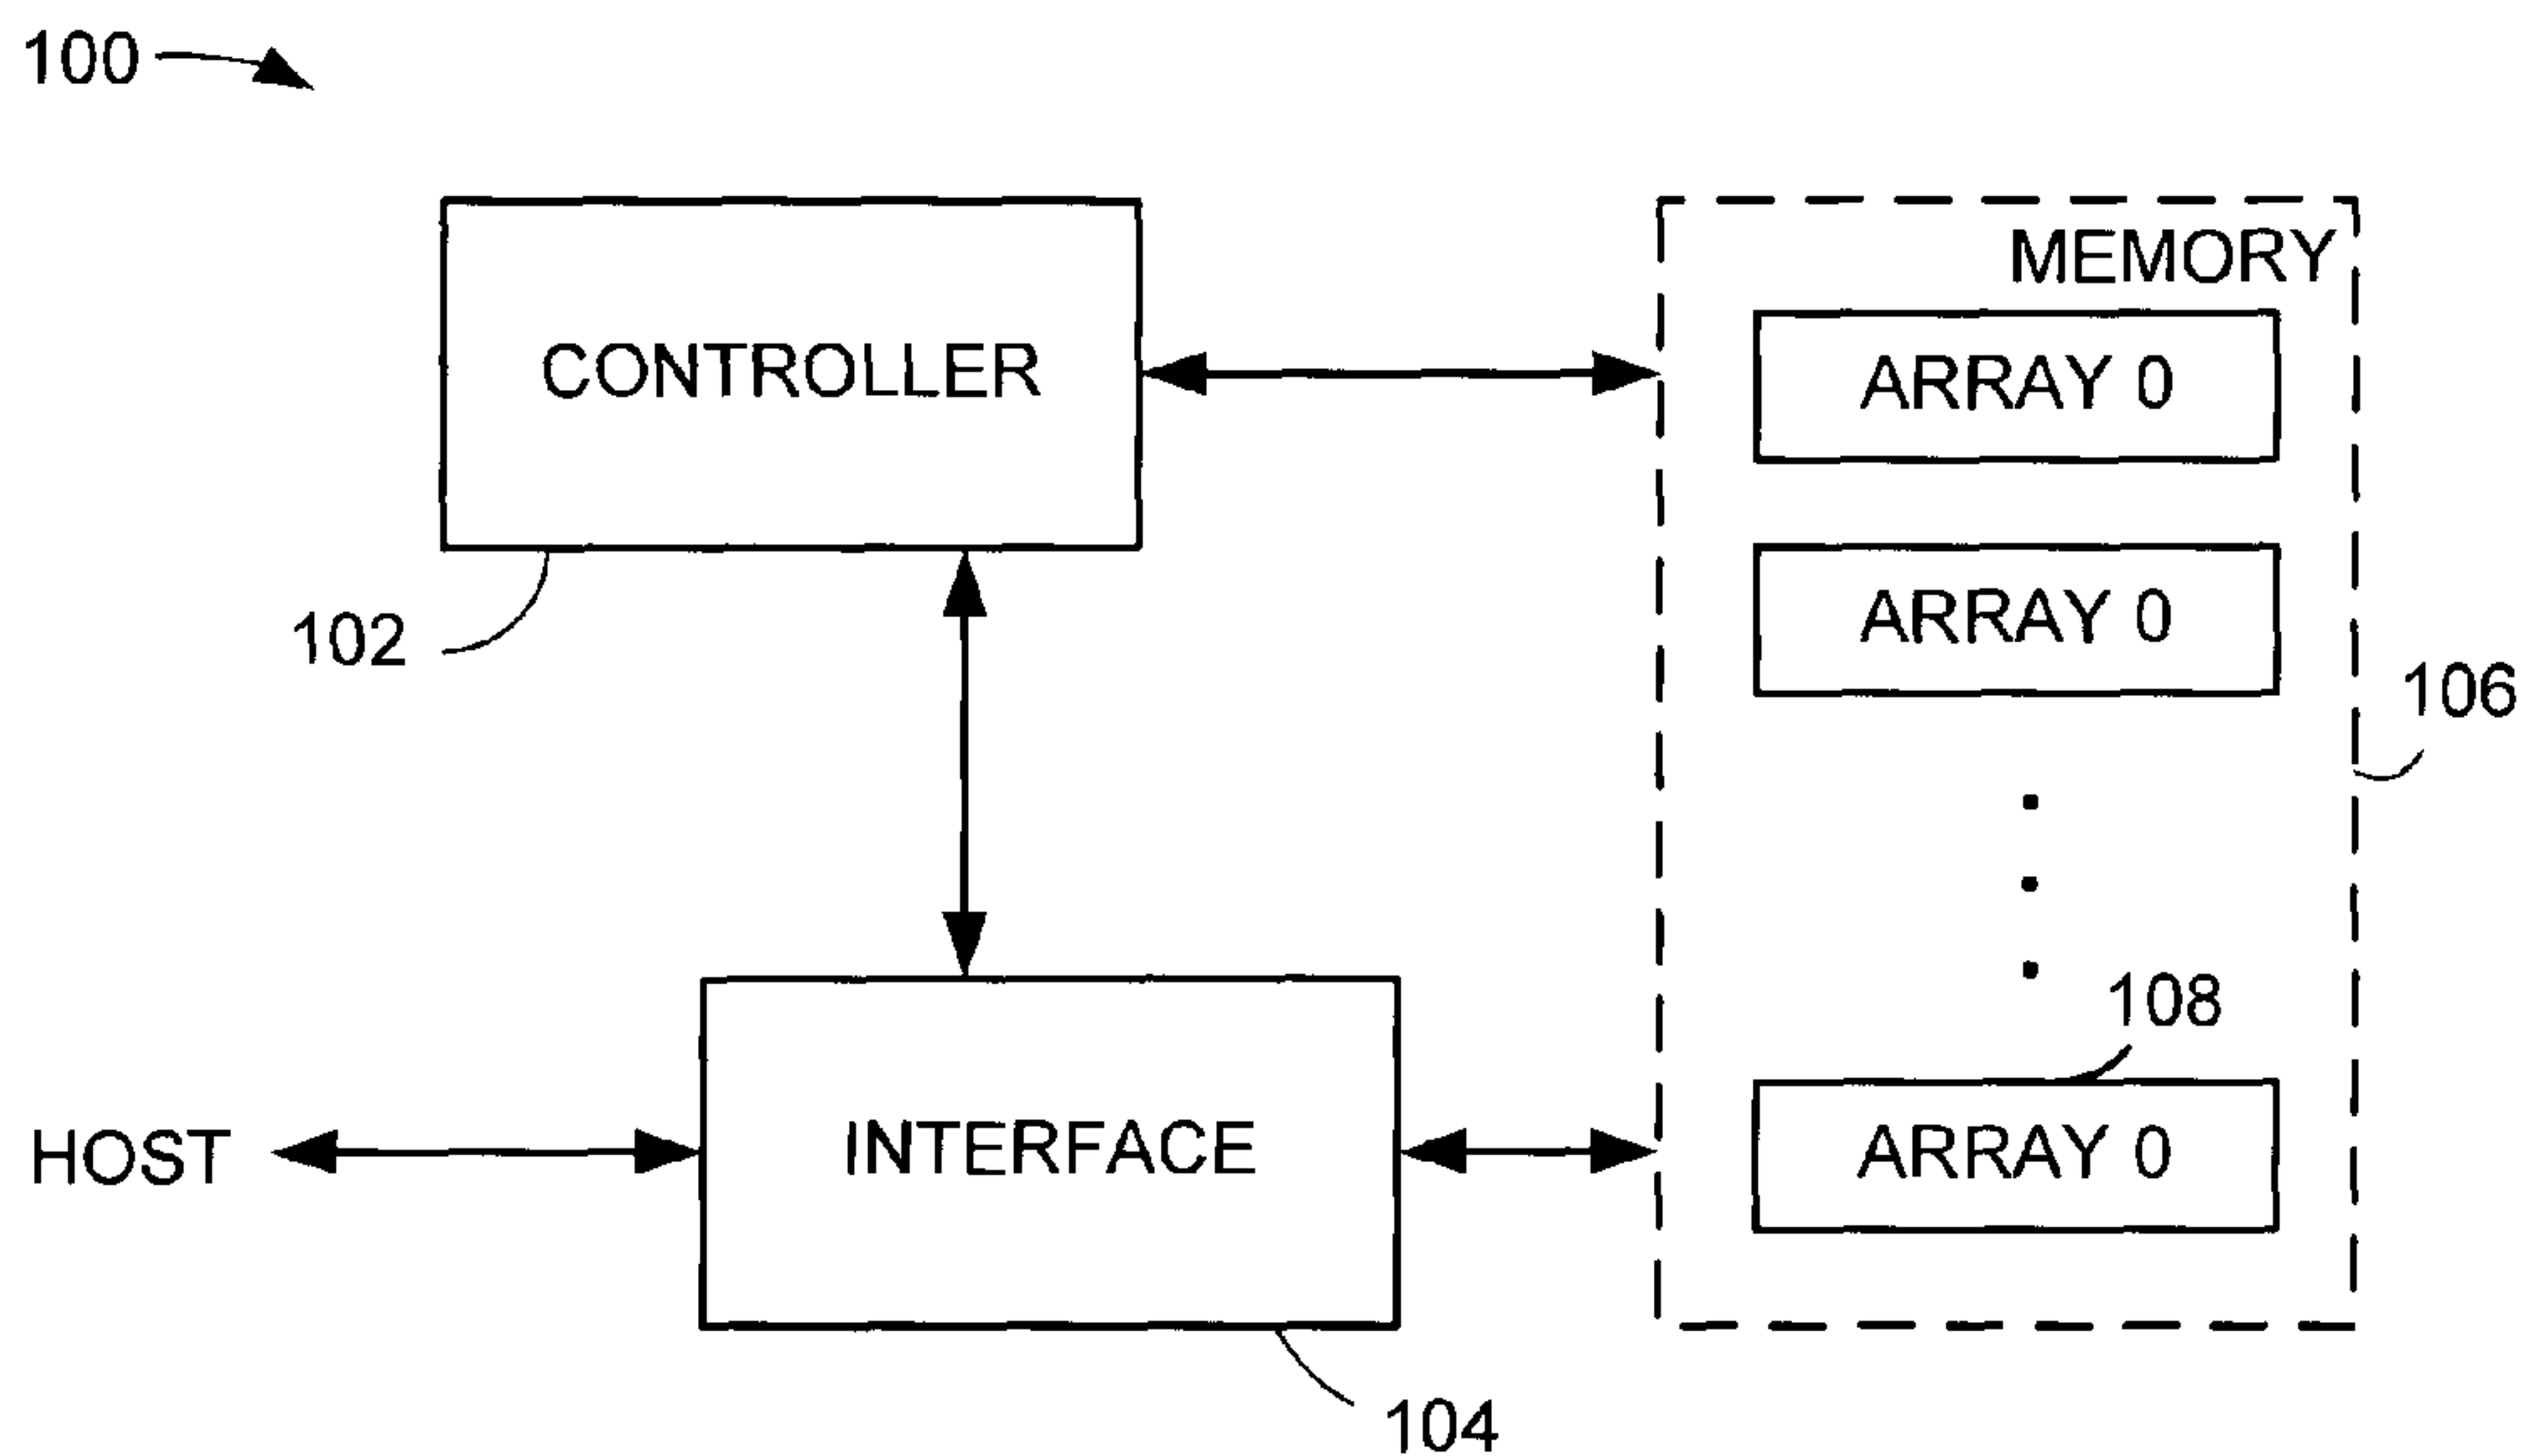 100
MEMORY
CONTROLLER
ARRAY 0
ARRAY 0
102
106
108
HOST
INTERFACE
ARRAY 0
104